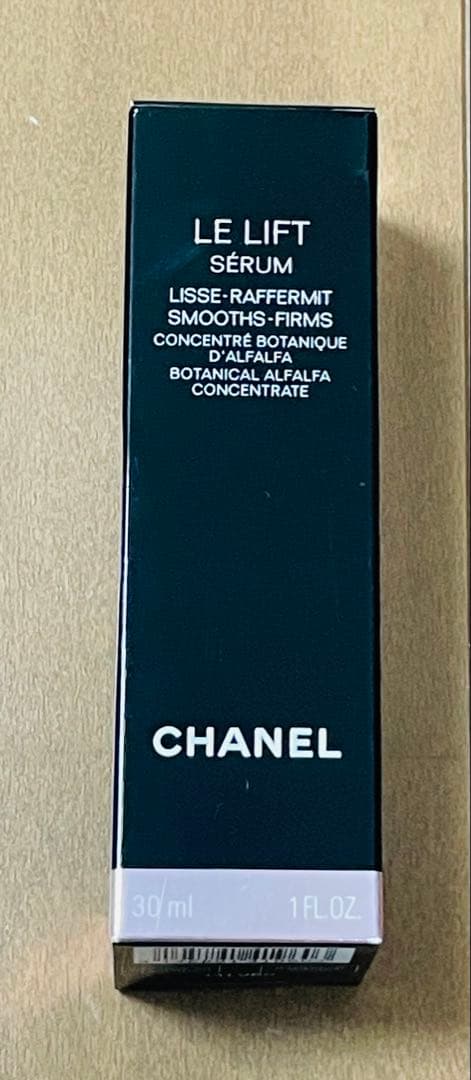 LE LIFT
SÉRUM
LISSE-RAFFERMIT
SMOOTHS-FIRMS
CONCENTRÉ BOTANIQUE
D'ALFALFA
BOTANICAL ALFALFA
CONCENTRATE
CHANEL
30 ml 1 FL.OZ.